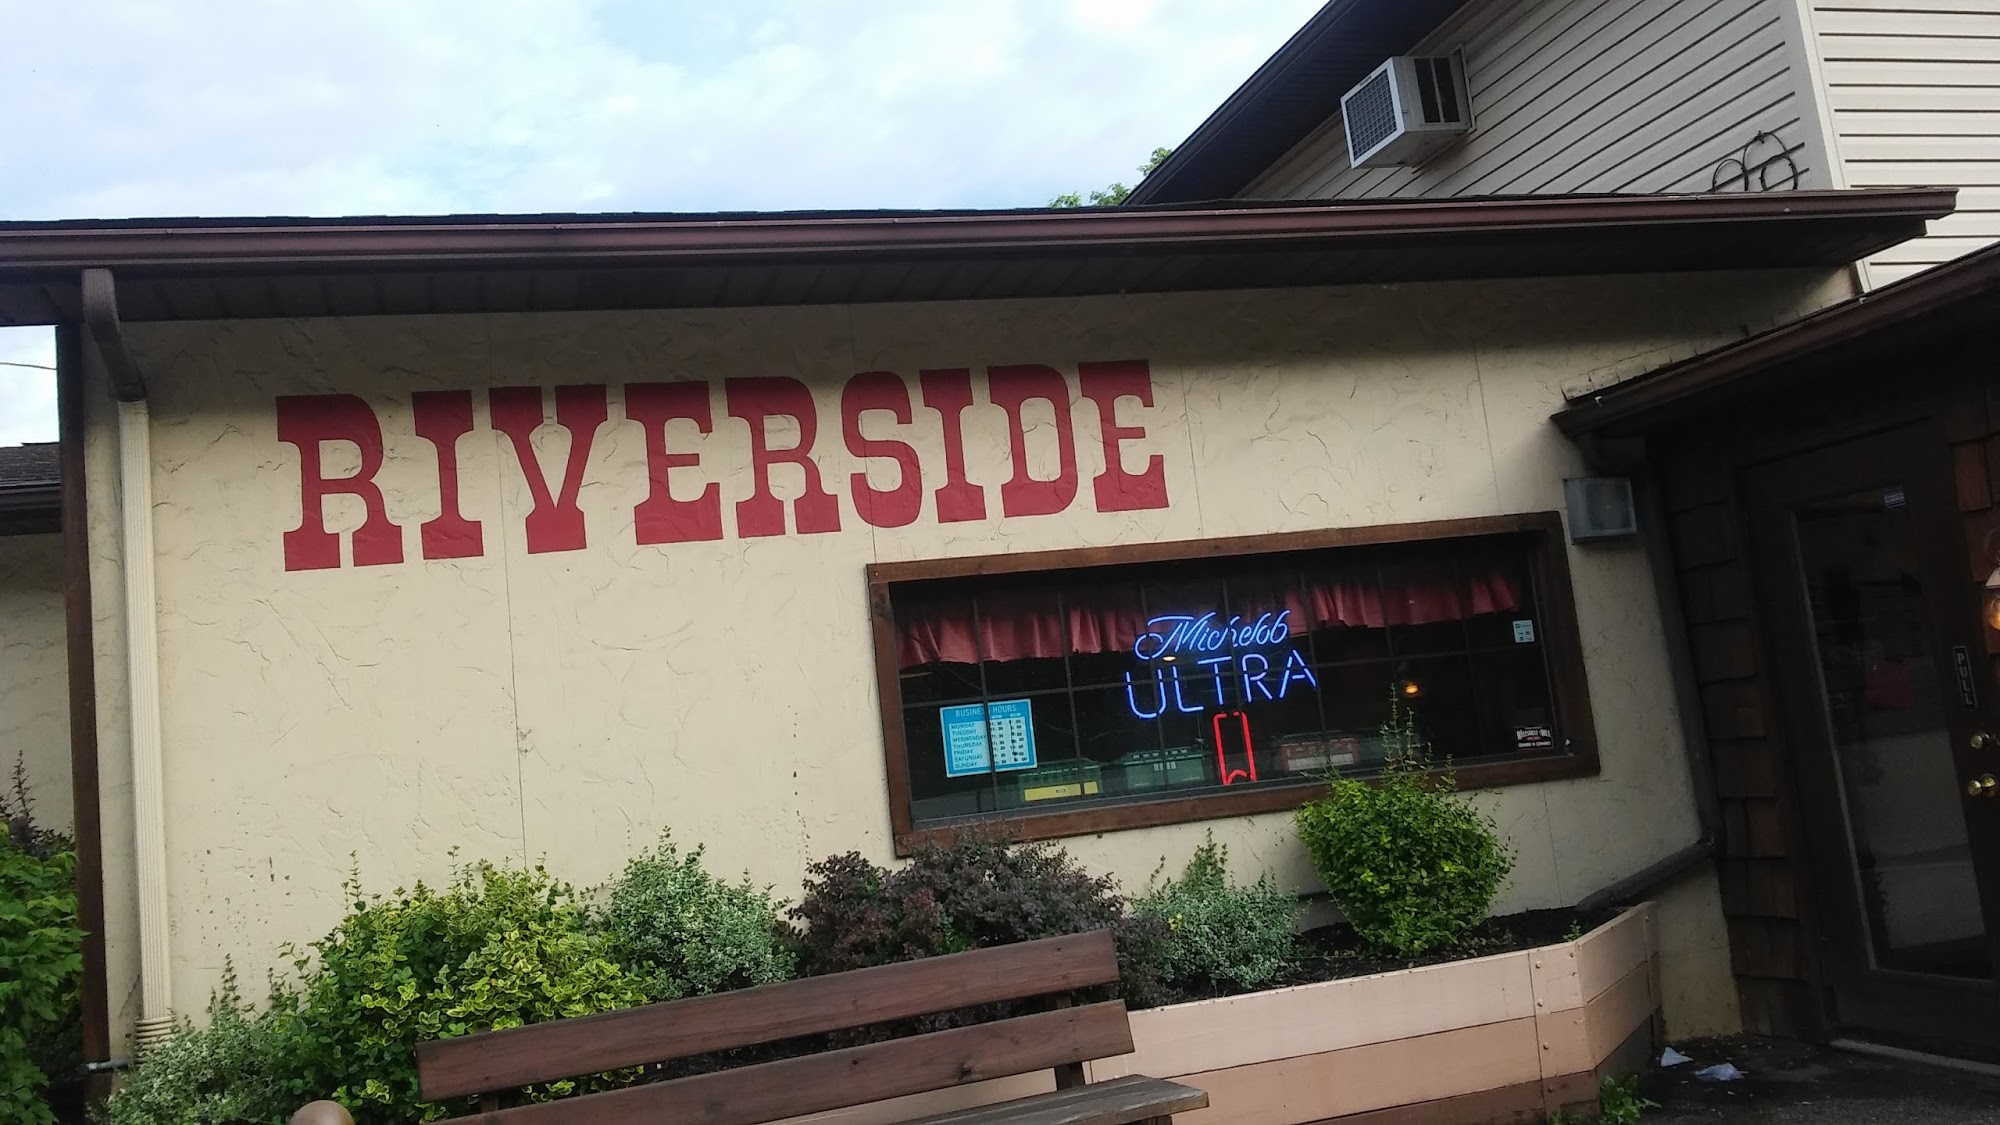 RIVERSIDE
Michelob
ULTRA
BUSINESS HOURS
MONDAY
TUESDAY
WEDNESDAY
THURSDAY
FRIDAY
SATURDAY
SUNDAY
PULL